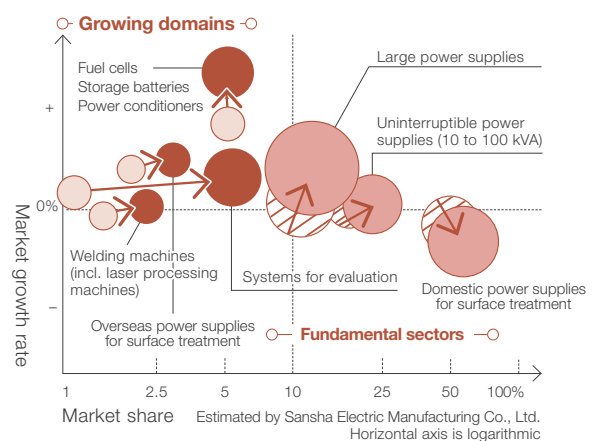 Growing domains
Fuel cells
Storage batteries
Power conditioners
Large power supplies
Uninterruptible power
supplies (10 to 100 kVA)
+
0%
−
Market growth rate
Welding machines
(incl. laser processing
machines)
Systems for evaluation
Domestic power supplies
for surface treatment
Overseas power supplies
for surface treatment
Fundamental sectors
1 2.5 5 10 25 50 100%
Market share
Estimated by Sansha Electric Manufacturing Co., Ltd.
Horizontal axis is logarithmic